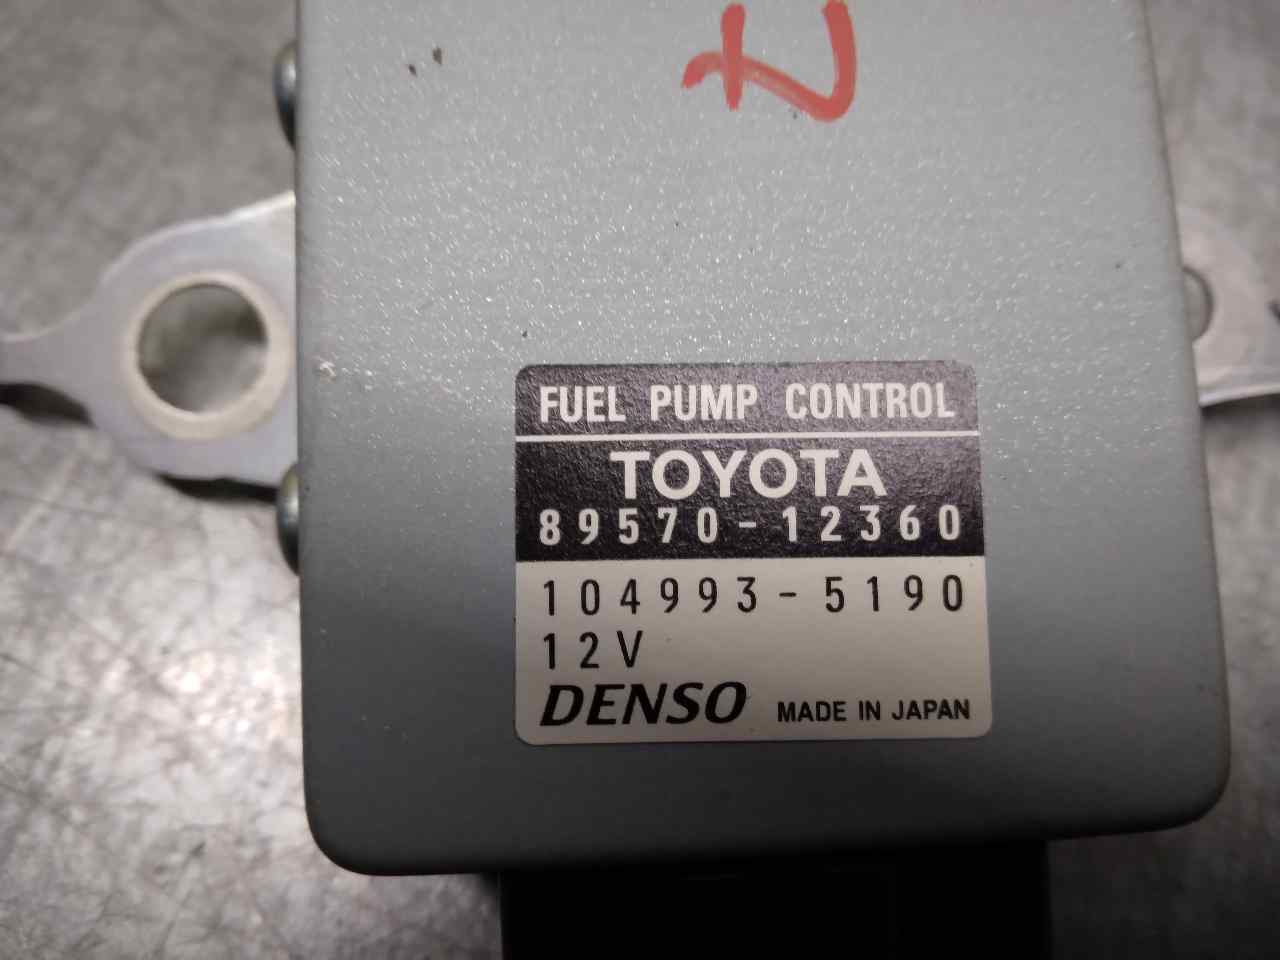 FUEL PUMP CONTROL
TOYOTA
89570-12360
104993-5190
12V
DENSO MADE IN JAPAN